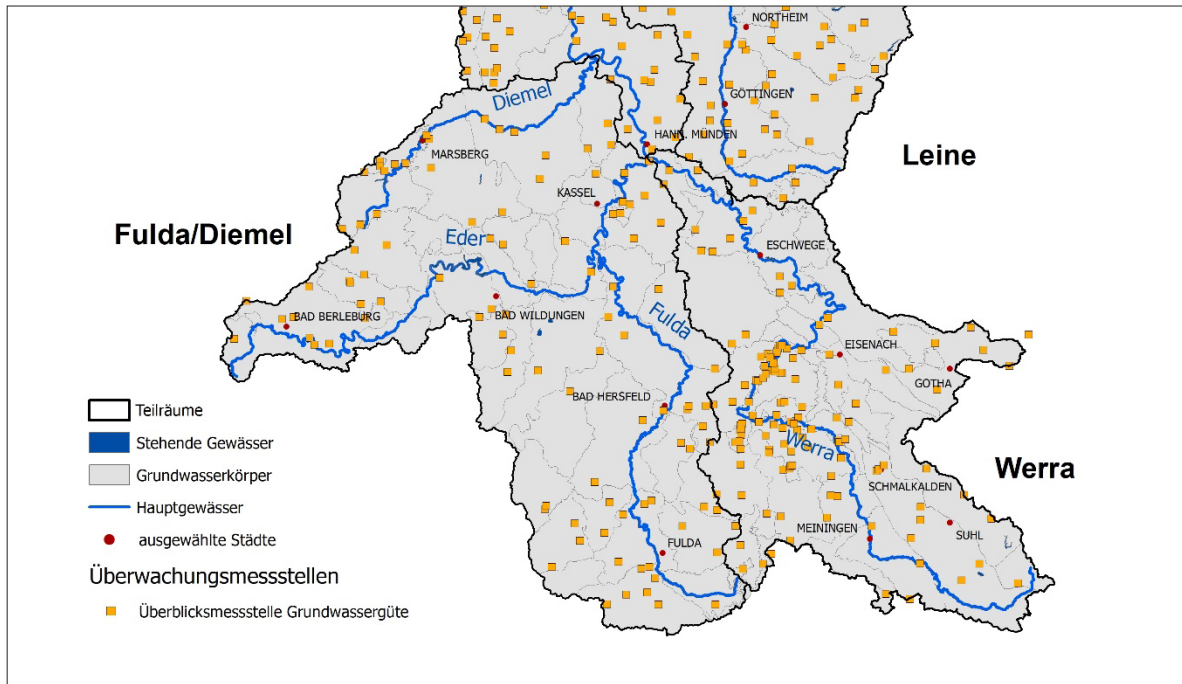 NORTHEIM
GÖTTINGEN
Diemel
HANN. MÜNDEN
MARSBERG
Leine
KASSEL
Fulda/Diemel
Eder
ESCHWEGE
Fulda
BAD WILDUNGEN
BAD BERLEBURG
EISENACH
GOTHA
BAD HERSFELD
Werra
Werra
SCHMALKALDEN
MEININGEN
SUHL
FULDA
Teilräume
Stehende Gewässer
Grundwasserkörper
Hauptgewässer
ausgewählte Städte
Überwachungsmessstellen
Überblicksmessstelle Grundwassergüte